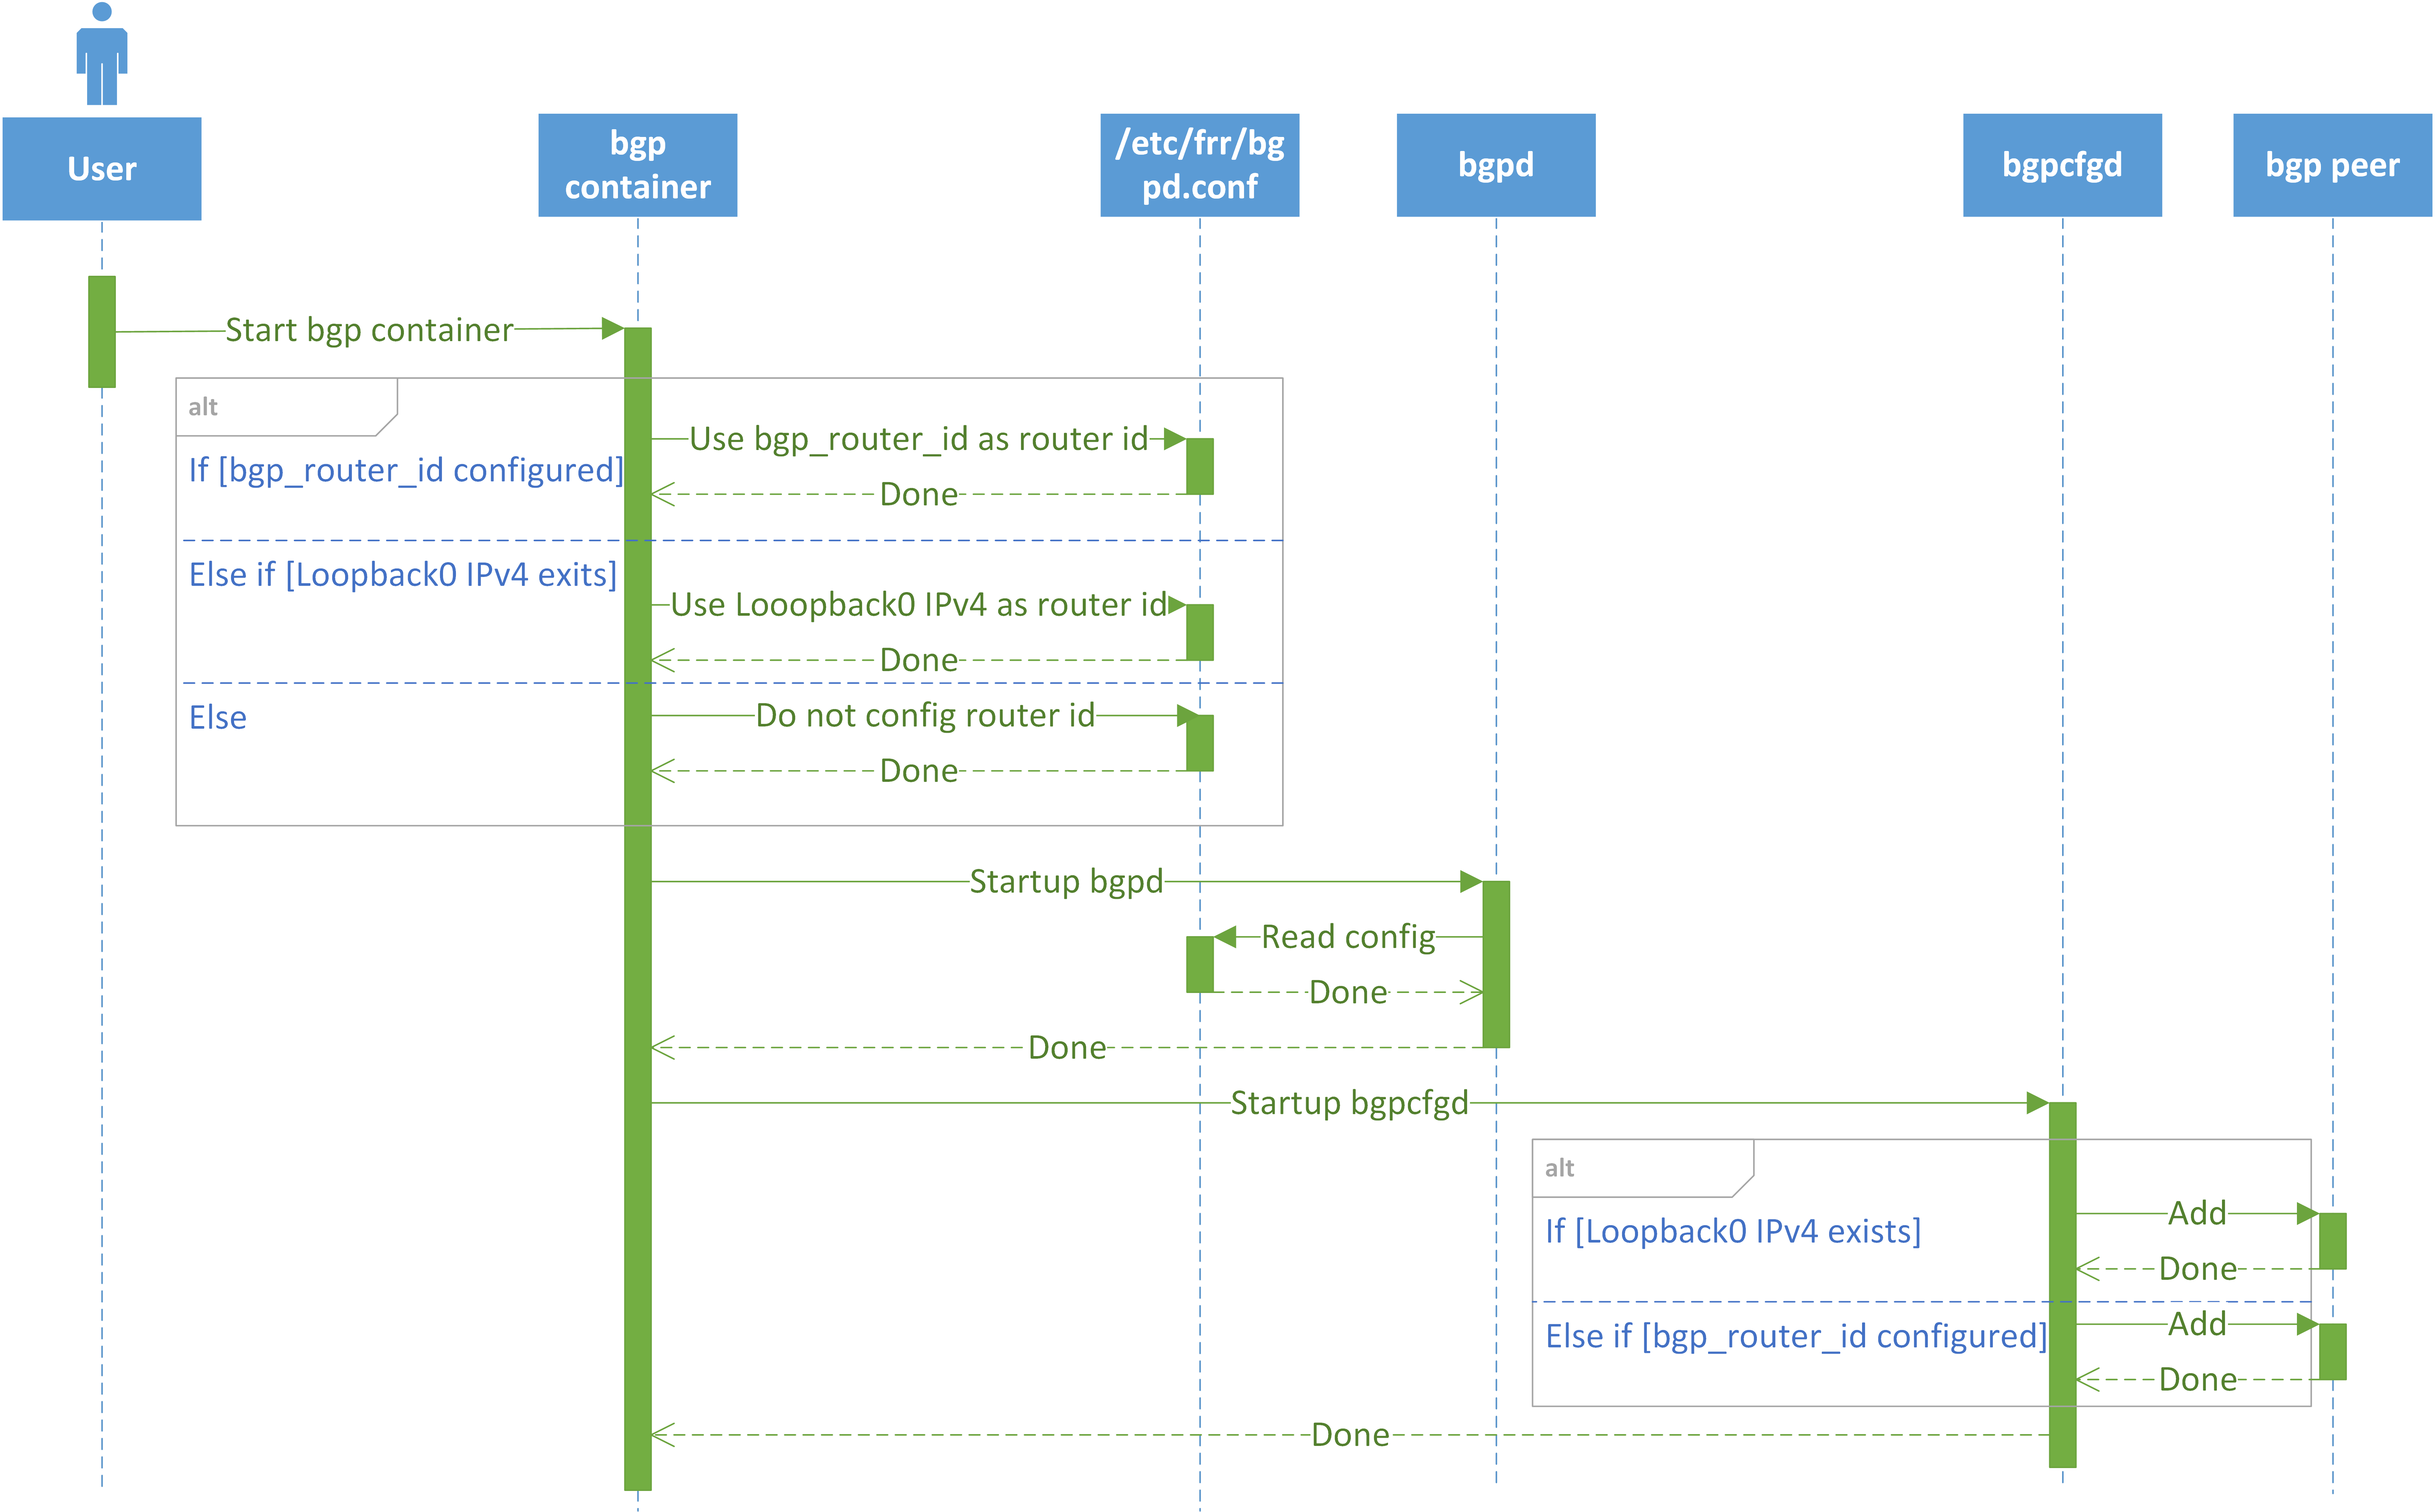 User
bgp
container
/etc/frr/bg
pd.conf
bgpd
bgpcfgd
bgp peer
Start bgp container
alt
Use bgp_router_id as router id
If [bgp_router_id configured]
Done
Else if [Loopback0 IPv4 exits]
Use Looopback0 IPv4 as router id
Done
Else
Do not config router id
Done
Startup bgpd
Read config
Done
Done
Startup bgpcfgd
alt
Add
If [Loopback0 IPv4 exists]
Done
Add
Else if [bgp_router_id configured]
Done
Done